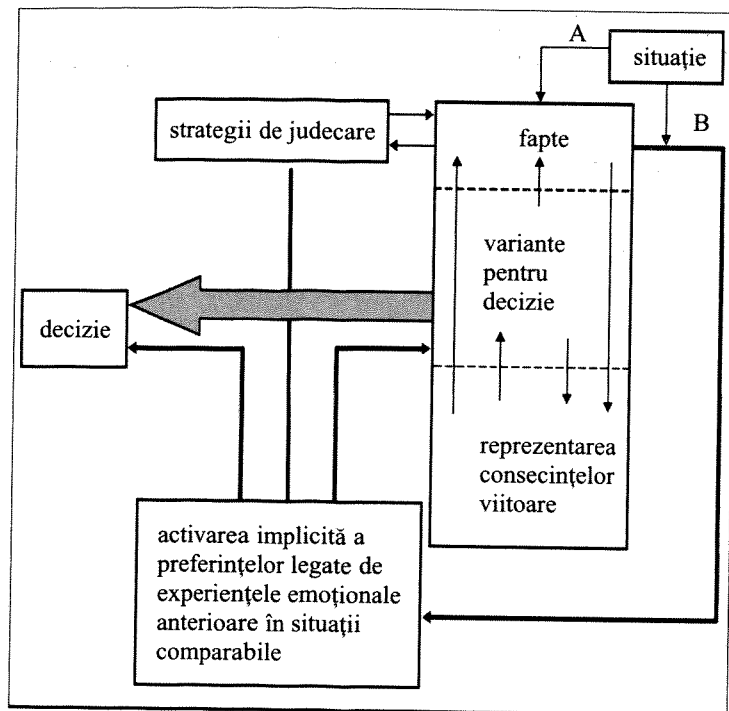 A
situație
B
strategii de judecare
fapte
variante
pentru
decizie
decizie
reprezentarea
consecințelor
viitoare
activarea implicită a
preferințelor legate de
experiențele emoționale
anterioare în situații
comparabile